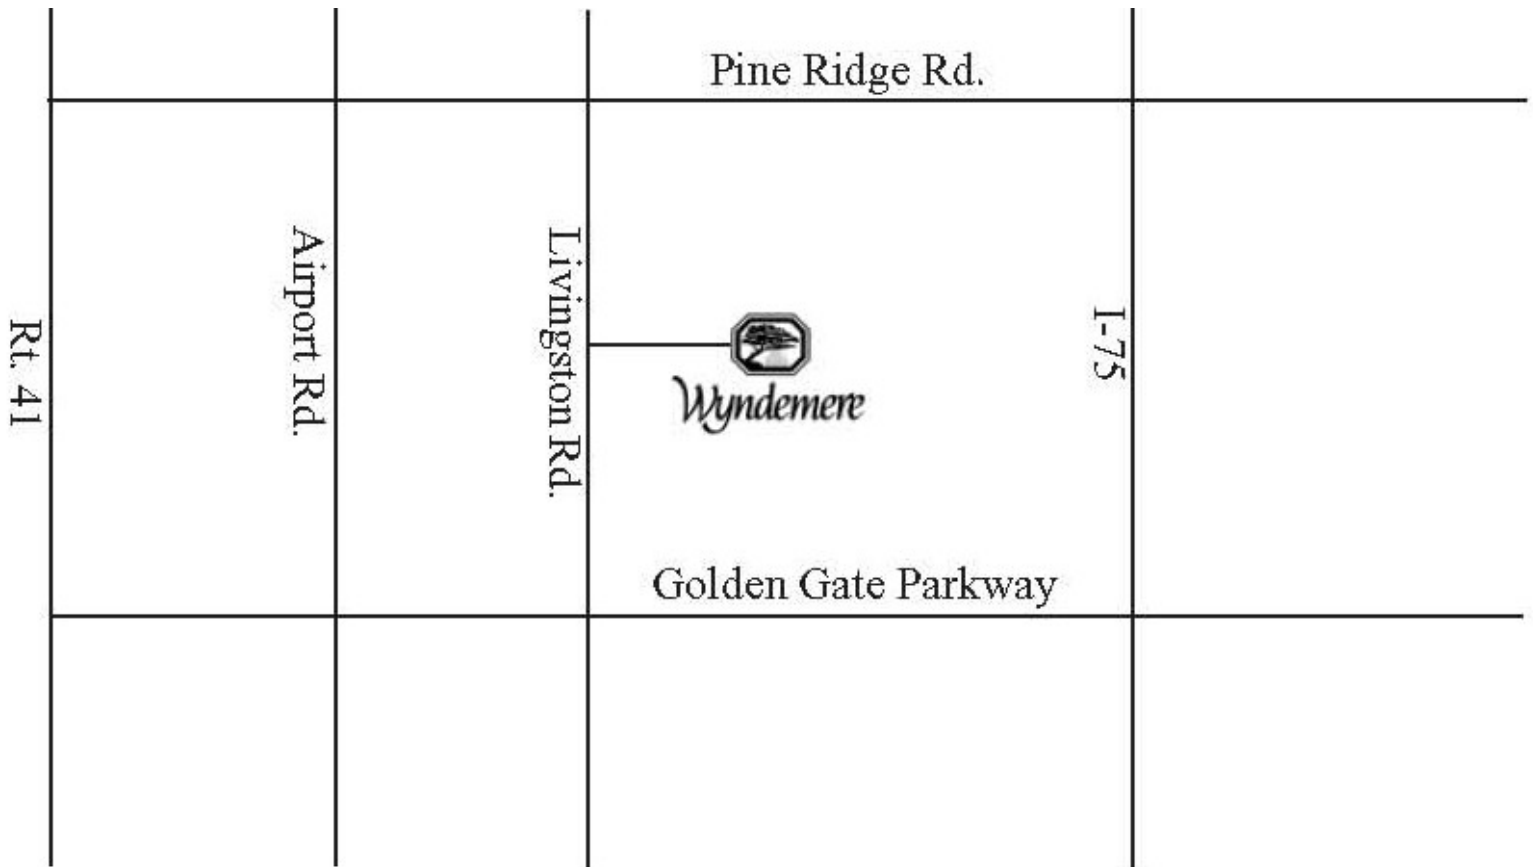 Pine Ridge Rd.
Rt. 41
Airport Rd.
Livingston Rd.
I-75
Wyndemere
Golden Gate Parkway